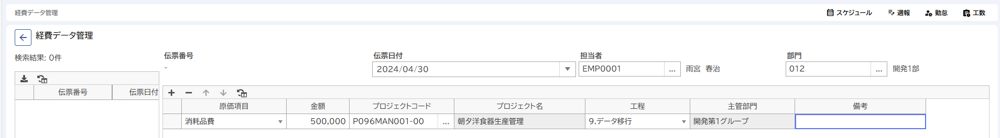 経費データ管理 スケジュール 週報 勤怠 工数
経費データ管理
検索結果: 0件
伝票番号 伝票日付 担当者 部門
- 2024/04/30 EMP0001 ... 雨宮 春治 012 ... 開発1部
伝票番号 伝票日付
原価項目 金額 プロジェクトコード プロジェクト名 工程 主管部門 備考
消耗品費 500,000 P096MAN001-00 ... 朝夕洋食器生産管理 9.データ移行 開発第1グループ